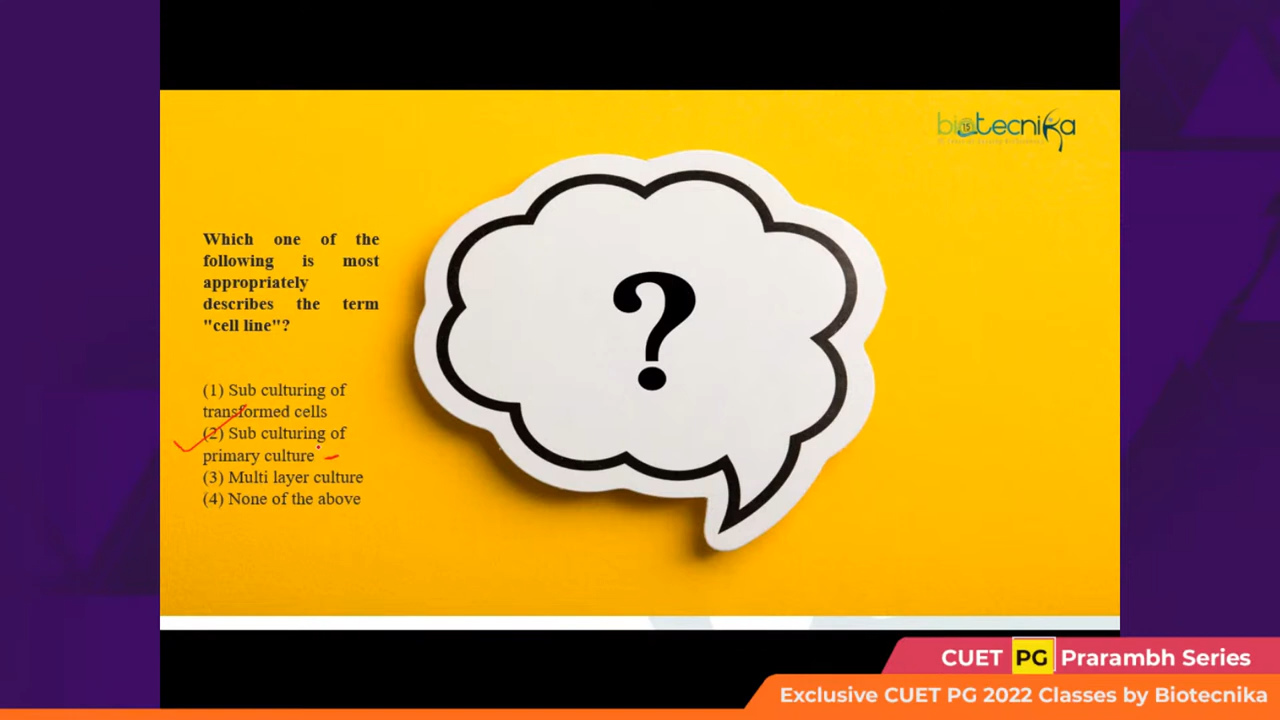 biotecnika
Which one of the
following is most
appropriately
describes the term
"cell line"?
(1) Sub culturing of
transformed cells
(2) Sub culturing of
primary culture
(3) Multi layer culture
(4) None of the above
?
CUET PG Prarambh Series
Exclusive CUET PG 2022 Classes by Biotecnika